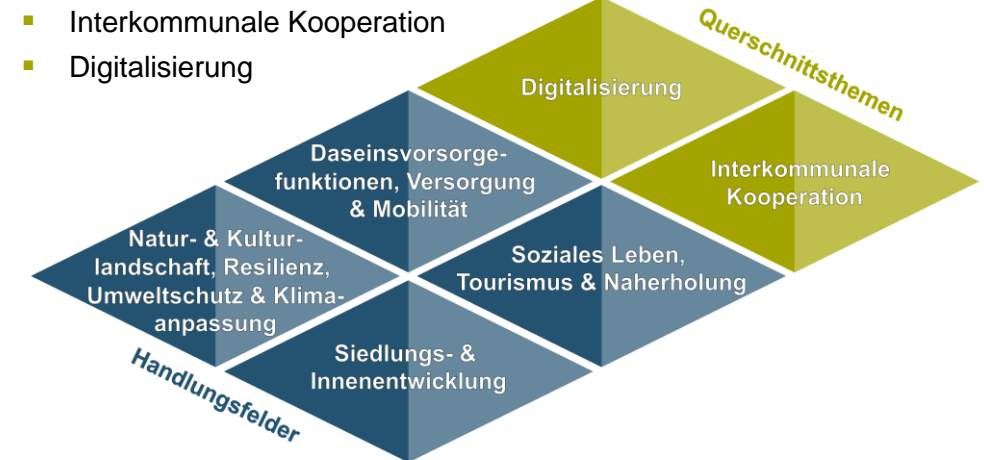 Interkommunale Kooperation
Digitalisierung
Querschnittsthemen
Digitalisierung
Interkommunale
Kooperation
Daseinsvorsorge-
funktionen, Versorgung
& Mobilität
Soziales Leben,
Tourismus & Naherholung
Natur- & Kultur-
landschaft, Resilienz,
Umweltschutz & Klima-
anpassung
Siedlungs- &
Innenentwicklung
Handlungsfelder